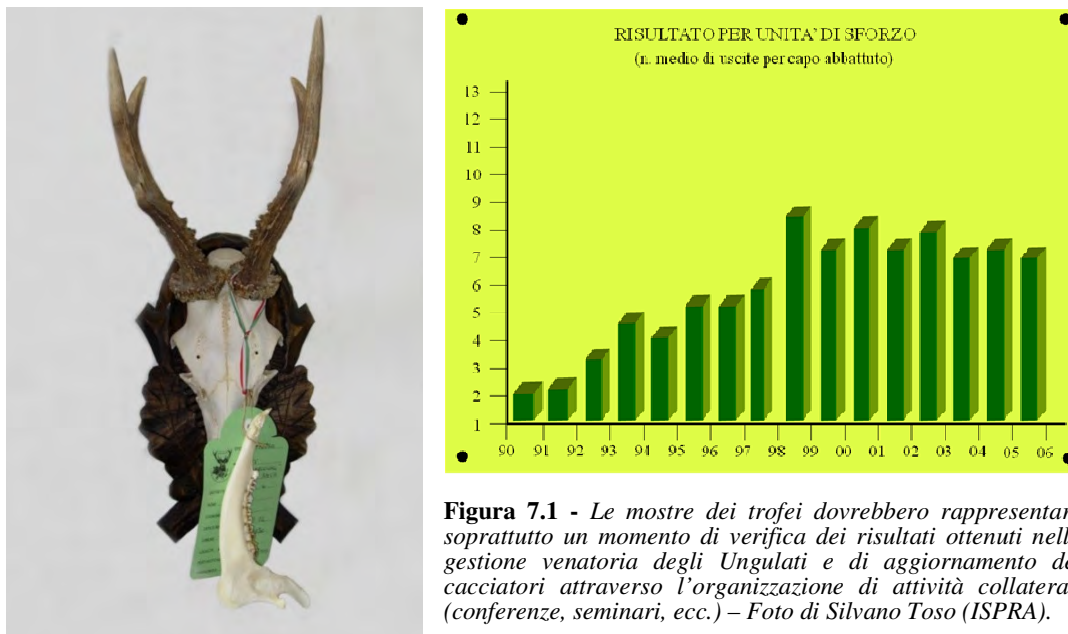 RISULTATO PER UNITA' DI SFORZO
(n. medio di uscite per capo abbattuto)
13
12
11
10
9
8
7
6
5
4
3
2
1
90 91 92 93 94 95 96 97 98 99 00 01 02 03 04 05 06
Figura 7.1 - Le mostre dei trofei dovrebbero rappresentar
soprattutto un momento di verifica dei risultati ottenuti nell
gestione venatoria degli Ungulati e di aggiornamento de
cacciatori attraverso l'organizzazione di attività collatera
(conferenze, seminari, ecc.) – Foto di Silvano Toso (ISPRA).